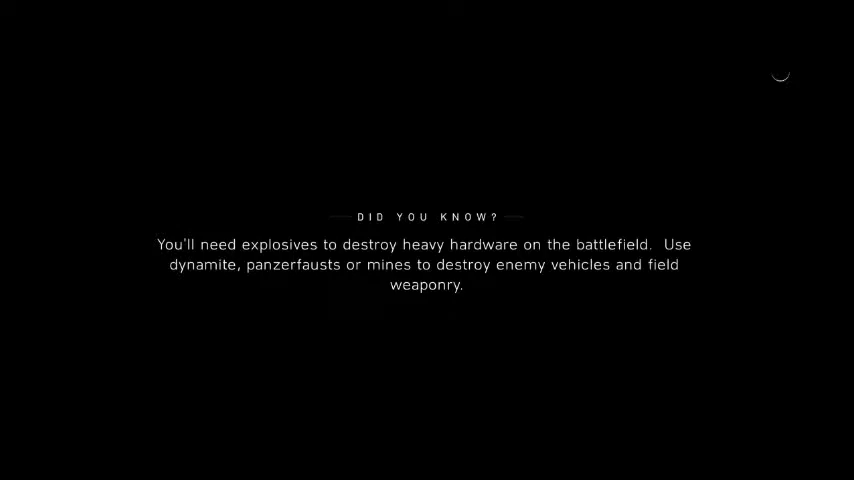 DID YOU KNOW?
You'll need explosives to destroy heavy hardware on the battlefield.  Use
dynamite, panzerfausts or mines to destroy enemy vehicles and field
weaponry.